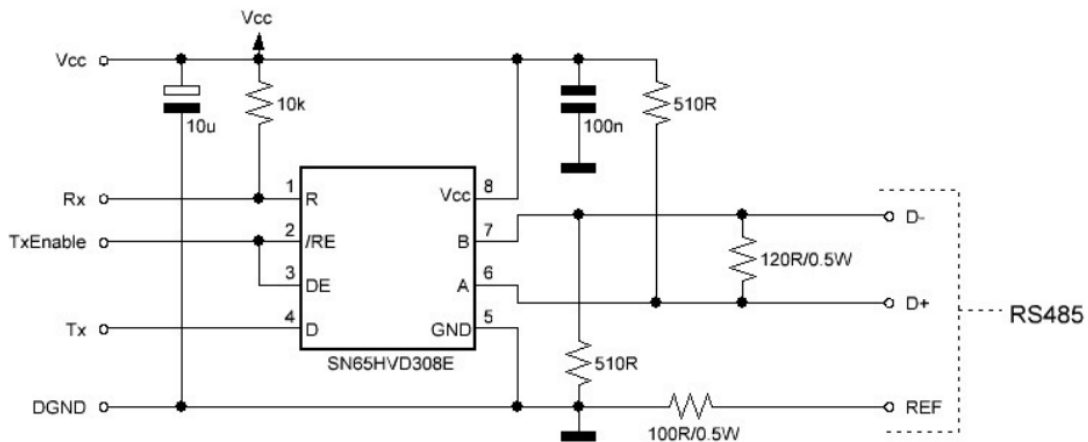 Vcc
Vcc
10k
10u
100n
510R
Rx
1
R
Vcc
8
TxEnable
2
/RE
B
7
D-
120R/0.5W
3
DE
A
6
D+
RS485
Tx
4
D
GND
5
SN65HVD308E
510R
DGND
100R/0.5W
REF